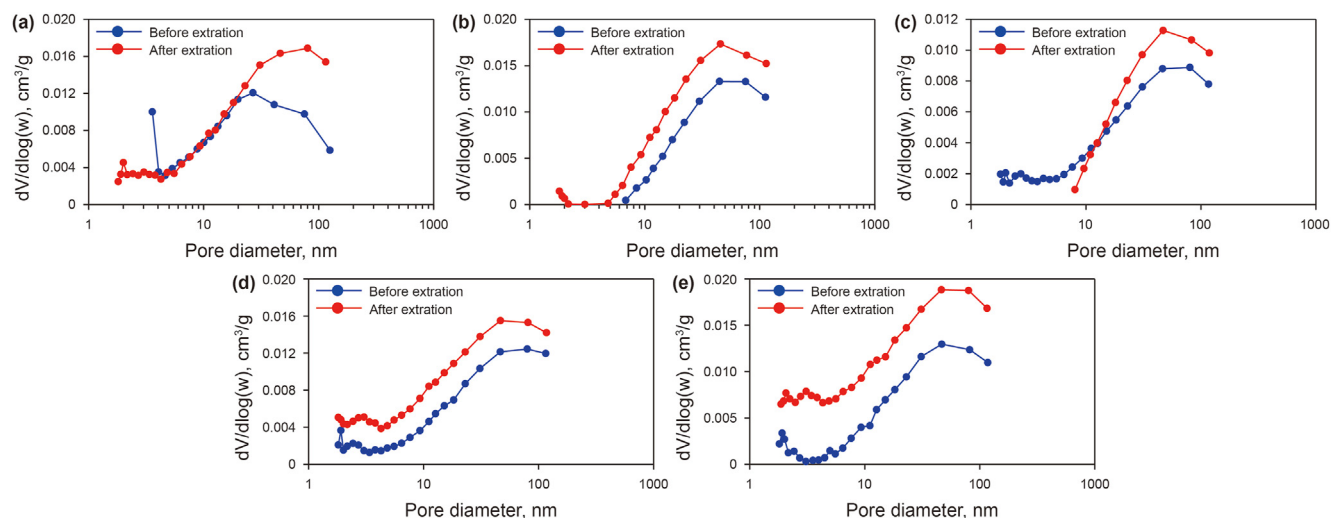 (a)
0.020
0.016
0.012
0.008
0.004
0
dV/dlog(w), cm³/g
Before extration
After extration
1
10
100
1000
Pore diameter, nm
(b)
0.020
0.015
0.010
0.005
0
dV/dlog(w), cm³/g
Before extration
After extration
1
10
100
1000
Pore diameter, nm
(c)
0.012
0.010
0.008
0.006
0.004
0.002
0
dV/dlog(w), cm³/g
Before extration
After extration
1
10
100
1000
Pore diameter, nm
(d)
0.020
0.016
0.012
0.008
0.004
0
dV/dlog(w), cm³/g
Before extration
After extration
1
10
100
1000
Pore diameter, nm
(e)
0.020
0.015
0.010
0.005
0
dV/dlog(w), cm³/g
Before extration
After extration
1
10
100
1000
Pore diameter, nm